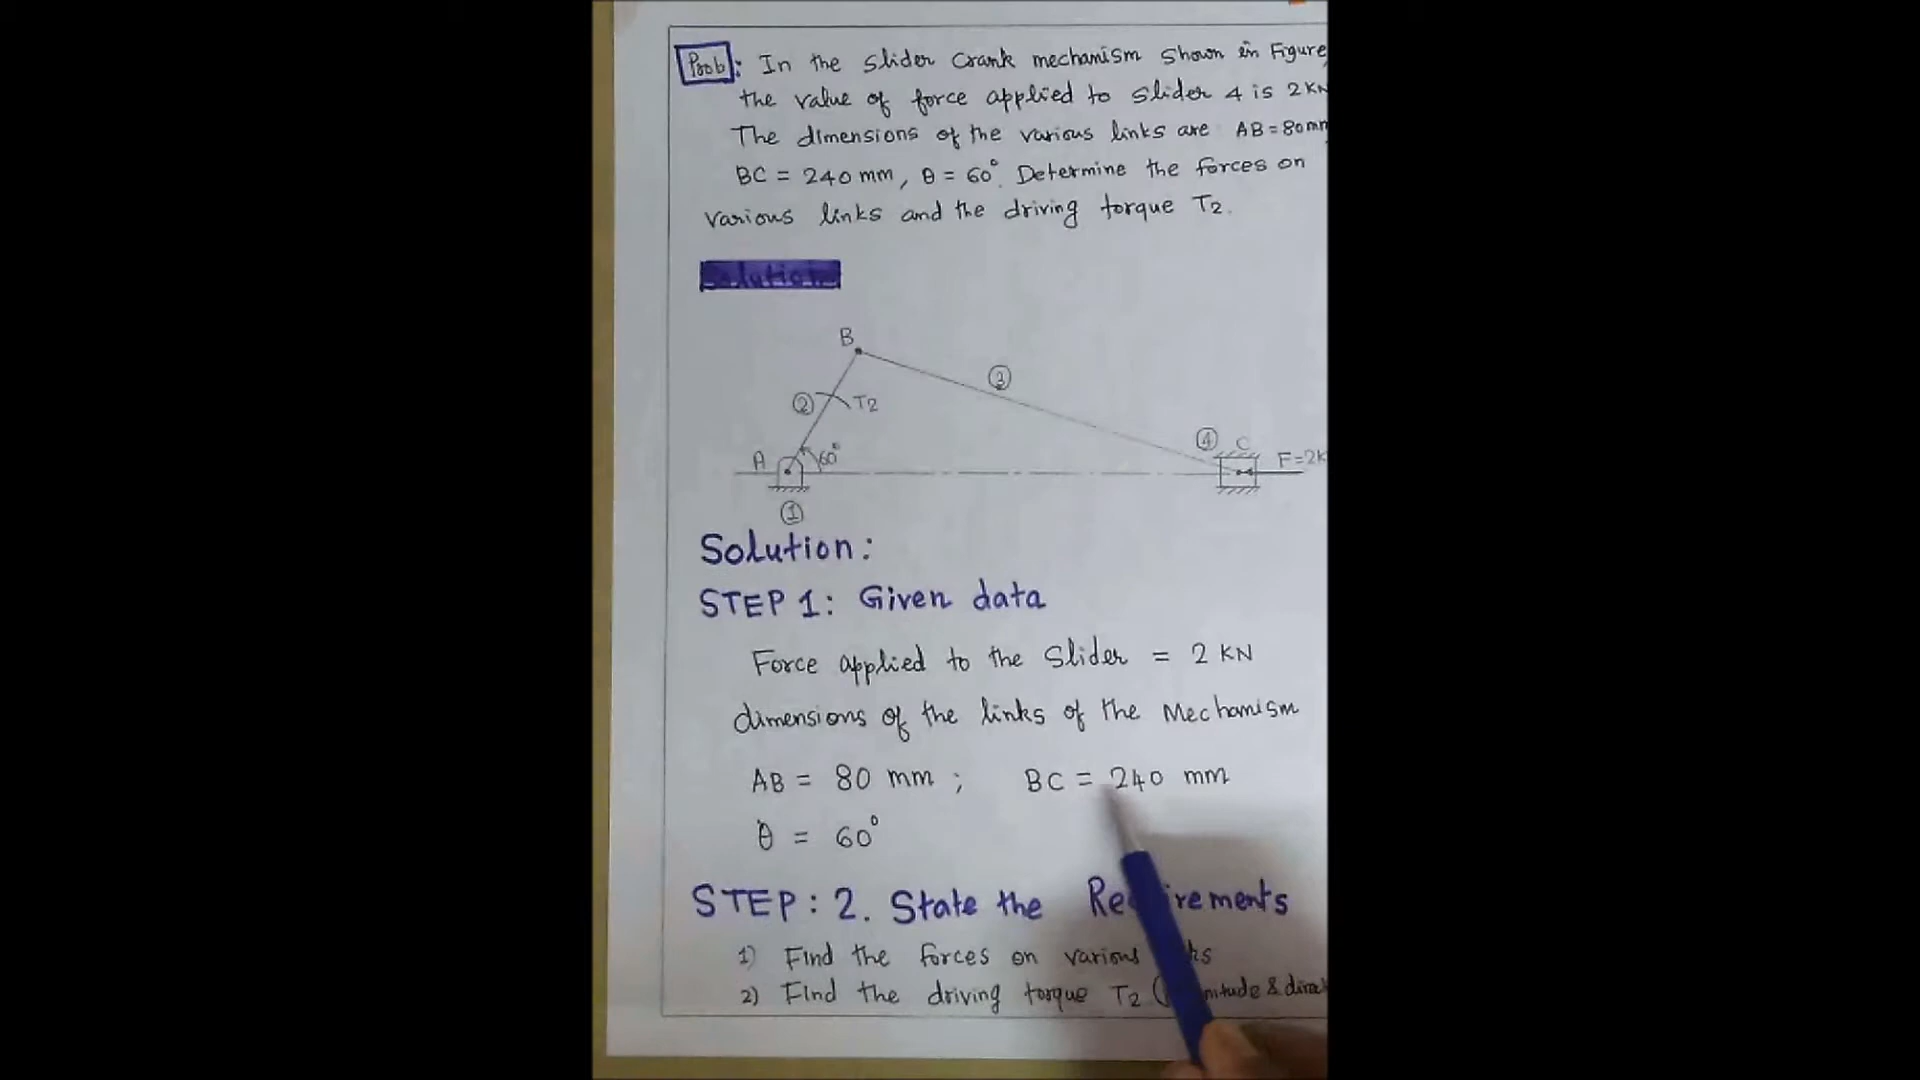 Prob: In the slider crank mechanism shown in Figure,
the value of force applied to slider 4 is 2 KN
The dimensions of the various links are AB = 80 mm
BC = 240 mm, θ = 60°. Determine the forces on
various links and the driving torque T2.
Solution
B
3
2 T2
4 C
A 60° F=2K
1
Solution:
STEP 1: Given data
Force applied to the slider = 2 KN
dimensions of the links of the Mechanism
AB = 80 mm ; BC = 240 mm
θ = 60°
STEP: 2. State the
1) Find the forces on various
2) Find the driving torque T2